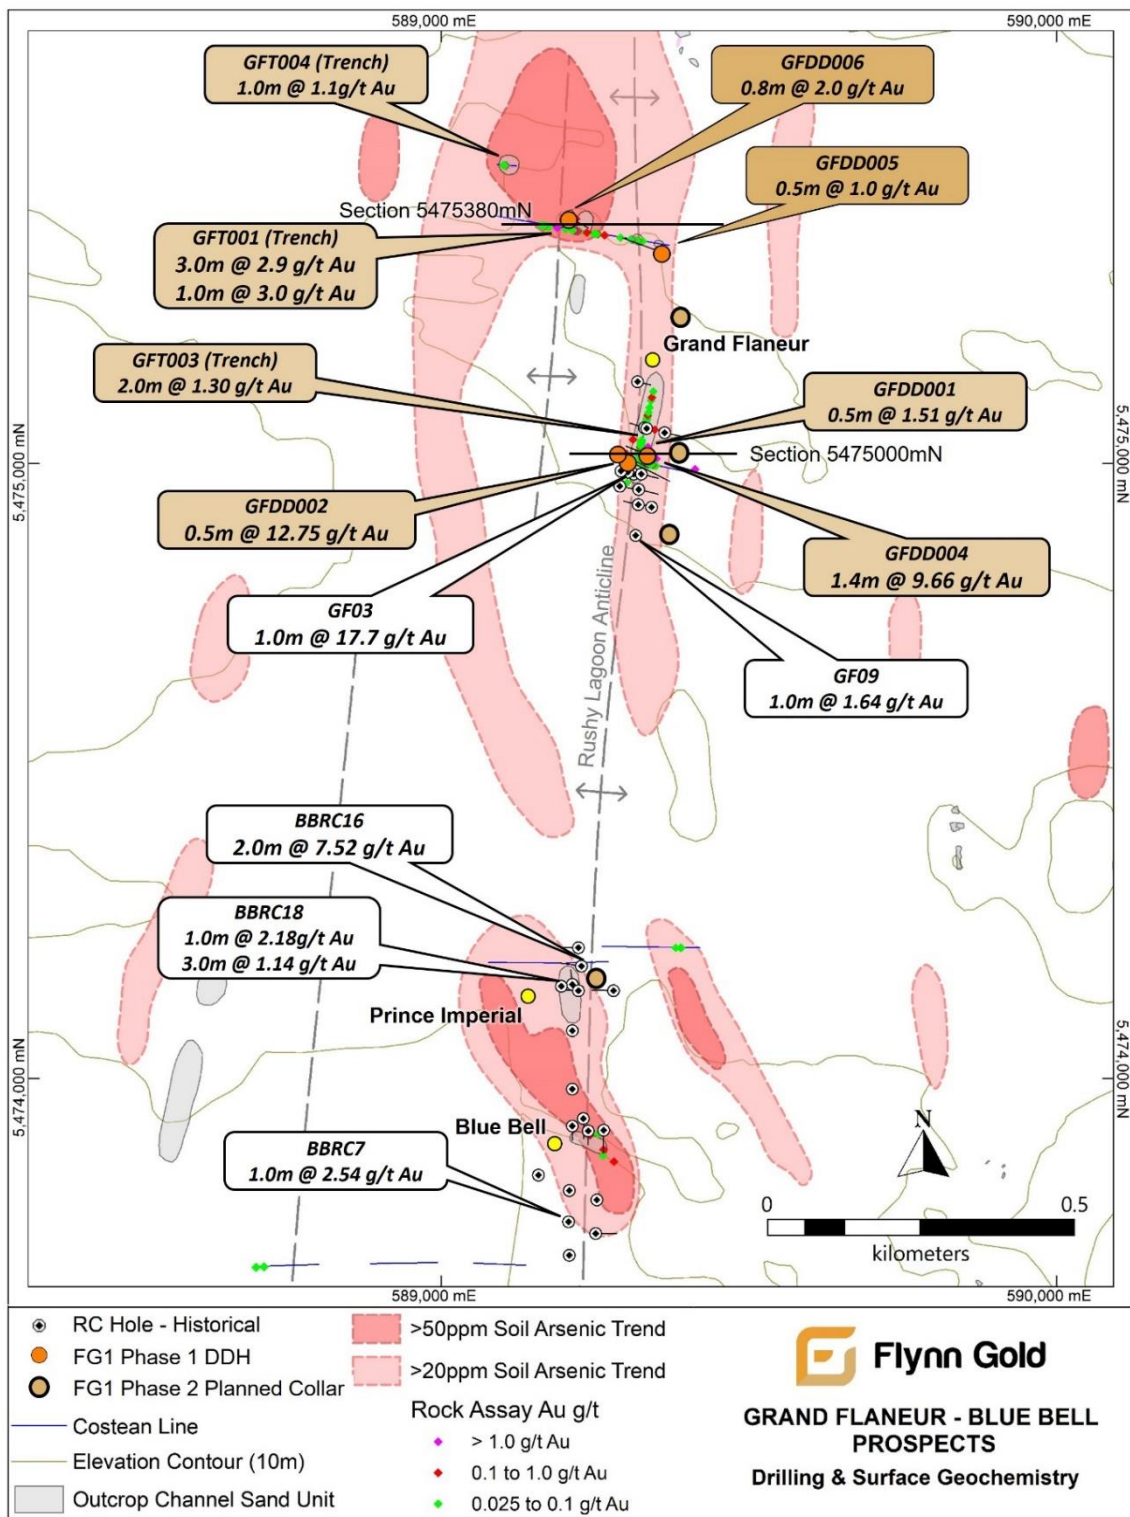 589,000 mE
590,000 mE
GFT004 (Trench)
1.0m @ 1.1g/t Au
GFDD006
0.8m @ 2.0 g/t Au
GFDD005
0.5m @ 1.0 g/t Au
Section 5475380mN
GFT001 (Trench)
3.0m @ 2.9 g/t Au
1.0m @ 3.0 g/t Au
Grand Flaneur
GFT003 (Trench)
2.0m @ 1.30 g/t Au
GFDD001
0.5m @ 1.51 g/t Au
5,475,000 mN
Section 5475000mN
5,475,000 mN
GFDD002
0.5m @ 12.75 g/t Au
GFDD004
1.4m @ 9.66 g/t Au
GF03
1.0m @ 17.7 g/t Au
Rushy Lagoon Anticline
GF09
1.0m @ 1.64 g/t Au
BBRC16
2.0m @ 7.52 g/t Au
BBRC18
1.0m @ 2.18g/t Au
3.0m @ 1.14 g/t Au
Prince Imperial
5,474,000 mN
5,474,000 mN
Blue Bell
BBRC7
1.0m @ 2.54 g/t Au
N
0 0.5
kilometers
589,000 mE
590,000 mE
RC Hole - Historical
FG1 Phase 1 DDH
FG1 Phase 2 Planned Collar
Costean Line
Elevation Contour (10m)
Outcrop Channel Sand Unit
>50ppm Soil Arsenic Trend
>20ppm Soil Arsenic Trend
Rock Assay Au g/t
> 1.0 g/t Au
0.1 to 1.0 g/t Au
0.025 to 0.1 g/t Au
Flynn Gold
GRAND FLANEUR - BLUE BELL
PROSPECTS
Drilling & Surface Geochemistry